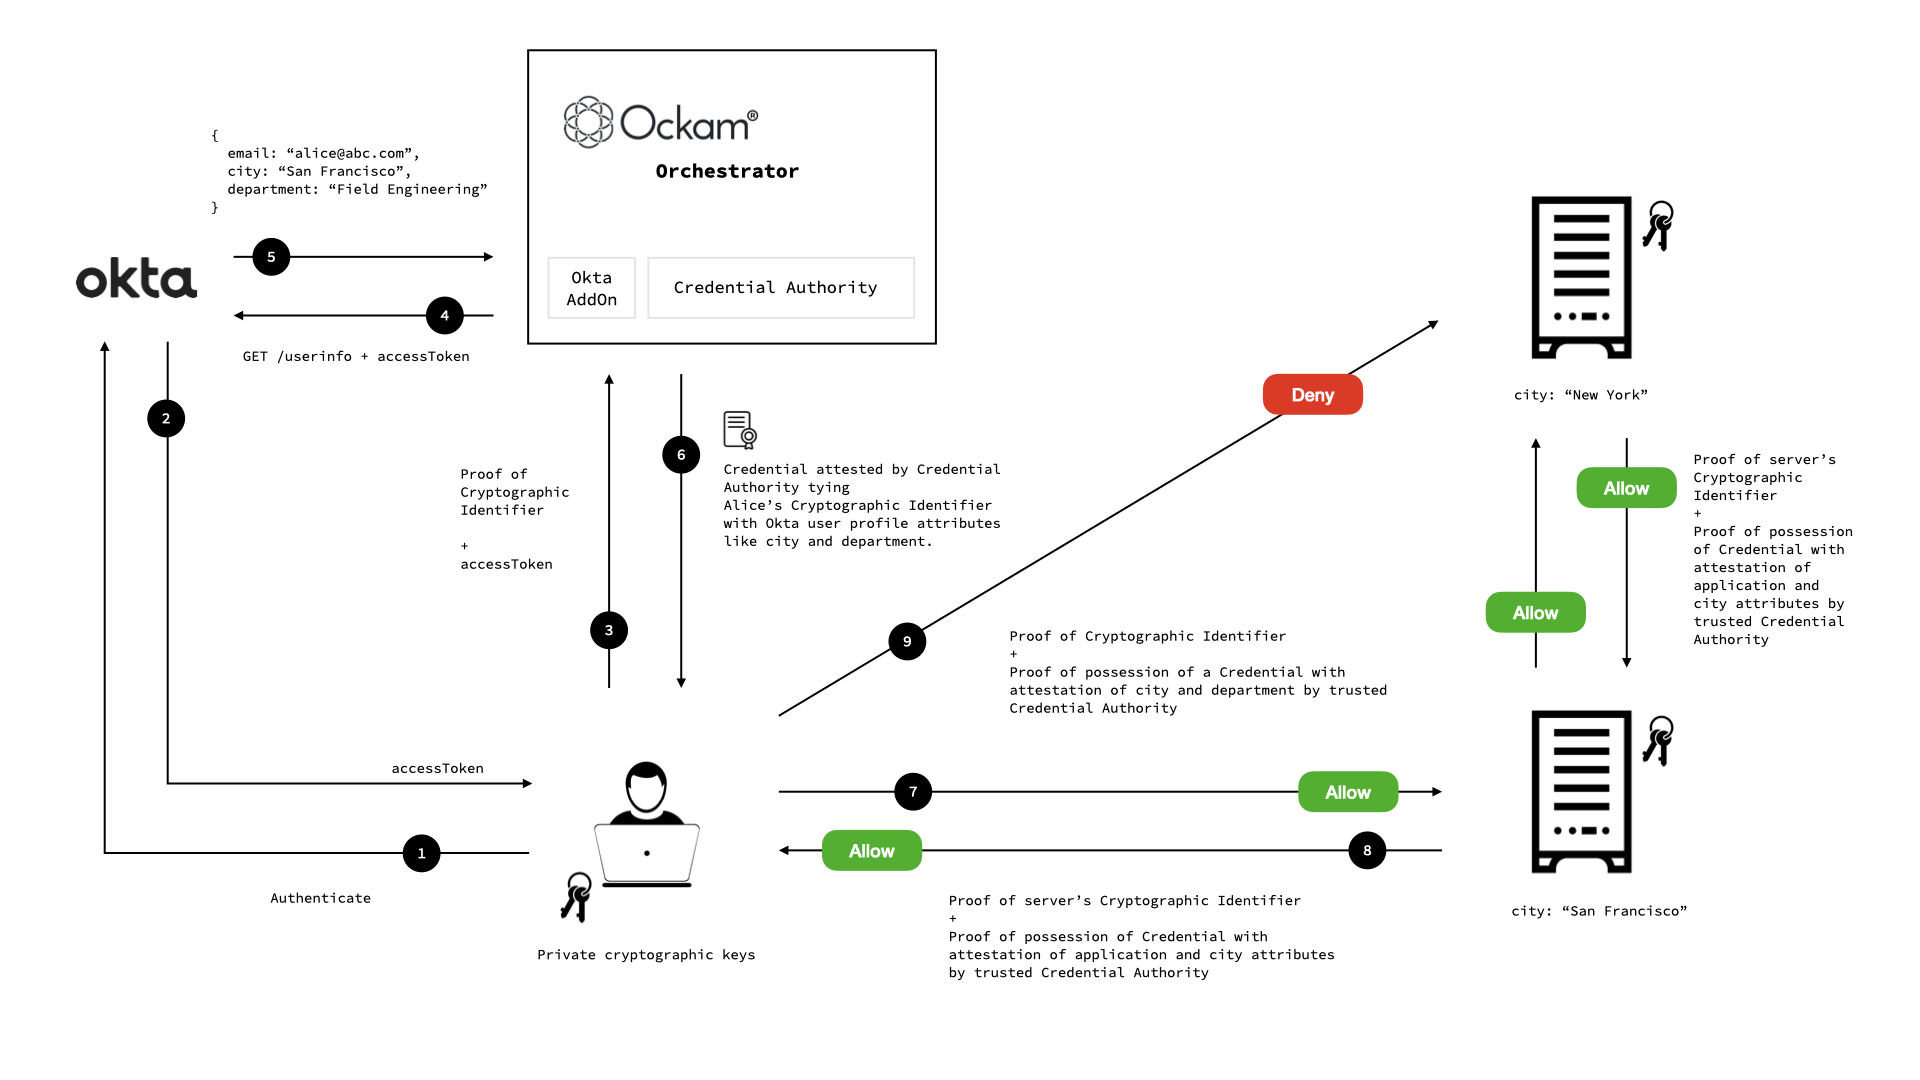 Ockam®
Orchestrator
Okta
AddOn
Credential Authority
{
email: “alice@abc.com”,
city: “San Francisco”,
department: “Field Engineering”
}
okta
5
4
GET /userinfo + accessToken
2
Proof of
Cryptographic
Identifier
+
accessToken
3
6
Credential attested by Credential
Authority tying
Alice’s Cryptographic Identifier
with Okta user profile attributes
like city and department.
accessToken
1
Authenticate
Private cryptographic keys
9
Deny
Proof of Cryptographic Identifier
+
Proof of possession of a Credential with
attestation of city and department by trusted
Credential Authority
7
Allow
Allow
8
Proof of server’s Cryptographic Identifier
+
Proof of possession of Credential with
attestation of application and city attributes
by trusted Credential Authority
city: “New York”
Allow
Allow
Proof of server’s
Cryptographic
Identifier
+
Proof of possession
of Credential with
attestation of
application and
city attributes by
trusted Credential
Authority
city: “San Francisco”